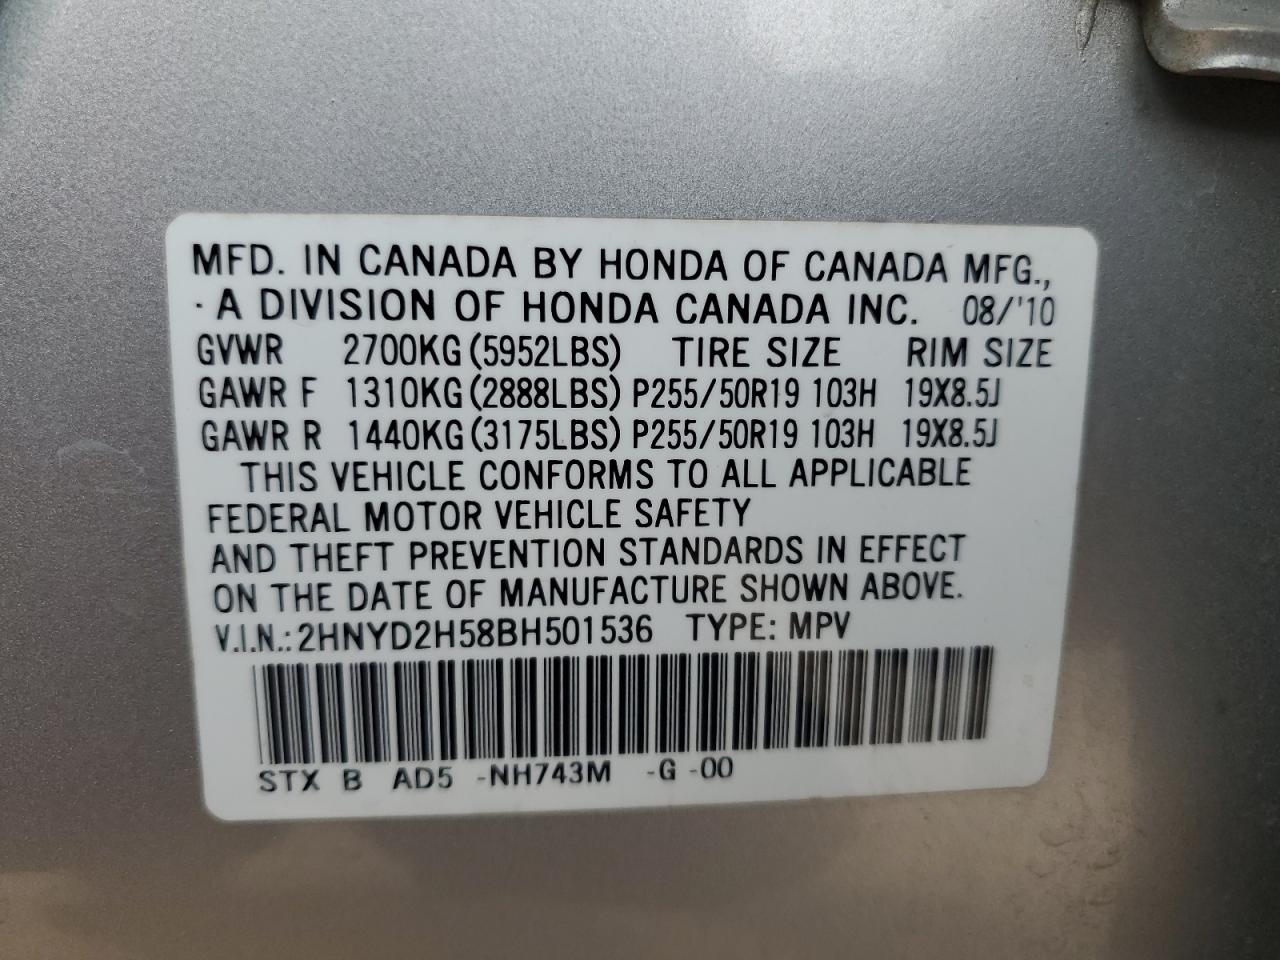 MFD. IN CANADA BY HONDA OF CANADA MFG.,
· A DIVISION OF HONDA CANADA INC. 08/'10
GVWR 2700KG (5952LBS) TIRE SIZE RIM SIZE
GAWR F 1310KG (2888LBS) P255/50R19 103H 19X8.5J
GAWR R 1440KG (3175LBS) P255/50R19 103H 19X8.5J
THIS VEHICLE CONFORMS TO ALL APPLICABLE
FEDERAL MOTOR VEHICLE SAFETY
AND THEFT PREVENTION STANDARDS IN EFFECT
ON THE DATE OF MANUFACTURE SHOWN ABOVE.
V.I.N.: 2HNYD2H58BH501536 TYPE: MPV
STX B AD5 -NH743M -G -00